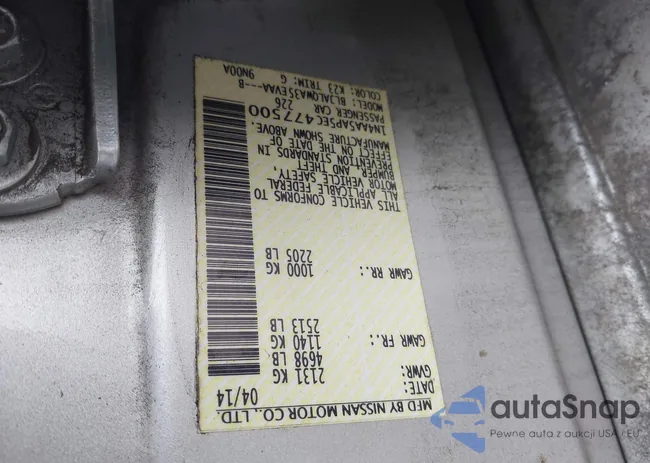 MFD BY NISSAN MOTOR CO., LTD.
DATE: 04/14
GVWR: 2131 KG
4698 LB
GAWR FR.: 1140 KG
2513 LB
GAWR RR.: 1000 KG
2205 LB
THIS VEHICLE CONFORMS TO
ALL APPLICABLE FEDERAL
MOTOR VEHICLE SAFETY,
BUMPER AND THEFT
PREVENTION STANDARDS IN
EFFECT ON THE DATE OF
MANUFACTURE SHOWN ABOVE.
1N4AA5AP5EC477500
PASSENGER CAR 226
MODEL: BLJALQWA35EVAA----B
COLOR: K23 TRIM: G 9N00A
autoSnap
Pewne auta z aukcji USA i EU